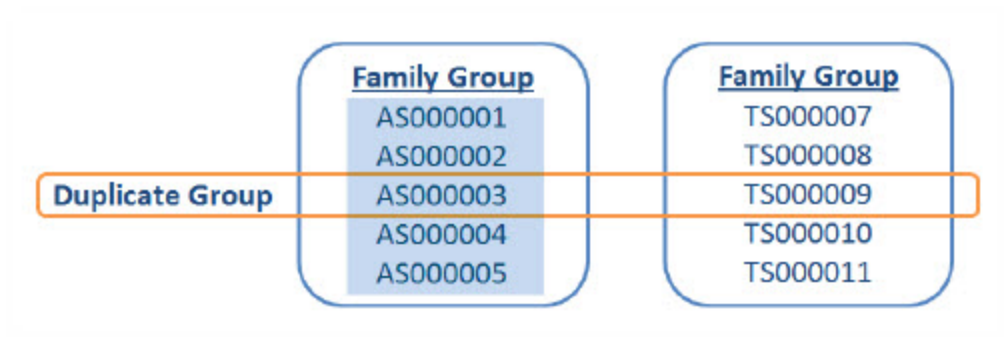 Family Group Family Group
AS000001 TS000007
AS000002 TS000008
Duplicate Group AS000003 TS000009
AS000004 TS000010
AS000005 TS000011